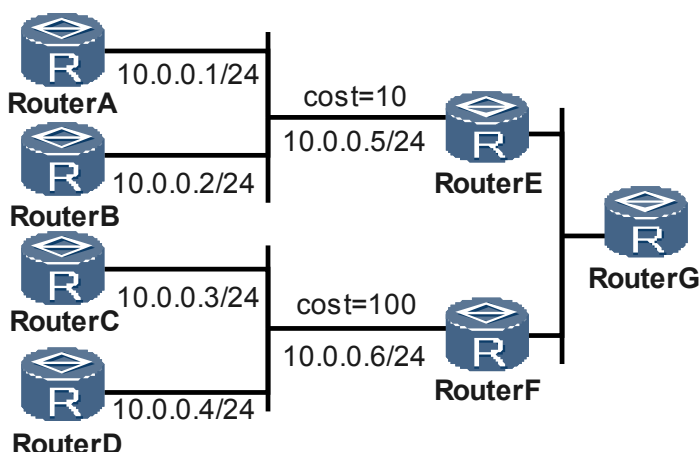 R
10.0.0.1/24
RouterA
cost=10
R
10.0.0.5/24
R
10.0.0.2/24
RouterE
RouterB
R
R
RouterG
10.0.0.3/24
RouterC
cost=100
R
10.0.0.6/24
R
10.0.0.4/24
RouterF
RouterD